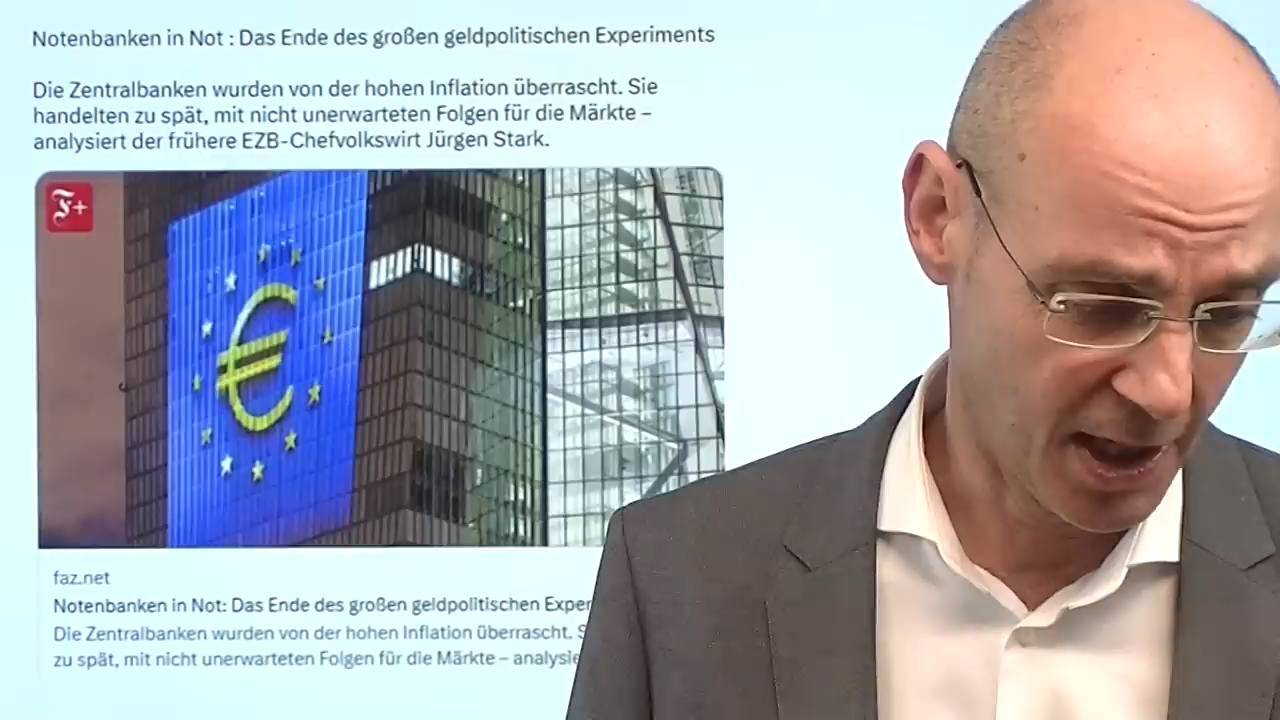 Notenbanken in Not : Das Ende des großen geldpolitischen Experiments
Die Zentralbanken wurden von der hohen Inflation überrascht. Sie
handelten zu spät, mit nicht unerwarteten Folgen für die Märkte –
analysiert der frühere EZB-Chefvolkswirt Jürgen Stark.
F+
€
faz.net
Notenbanken in Not: Das Ende des großen geldpolitischen Exper
Die Zentralbanken wurden von der hohen Inflation überrascht. S
zu spät, mit nicht unerwarteten Folgen für die Märkte – analysie